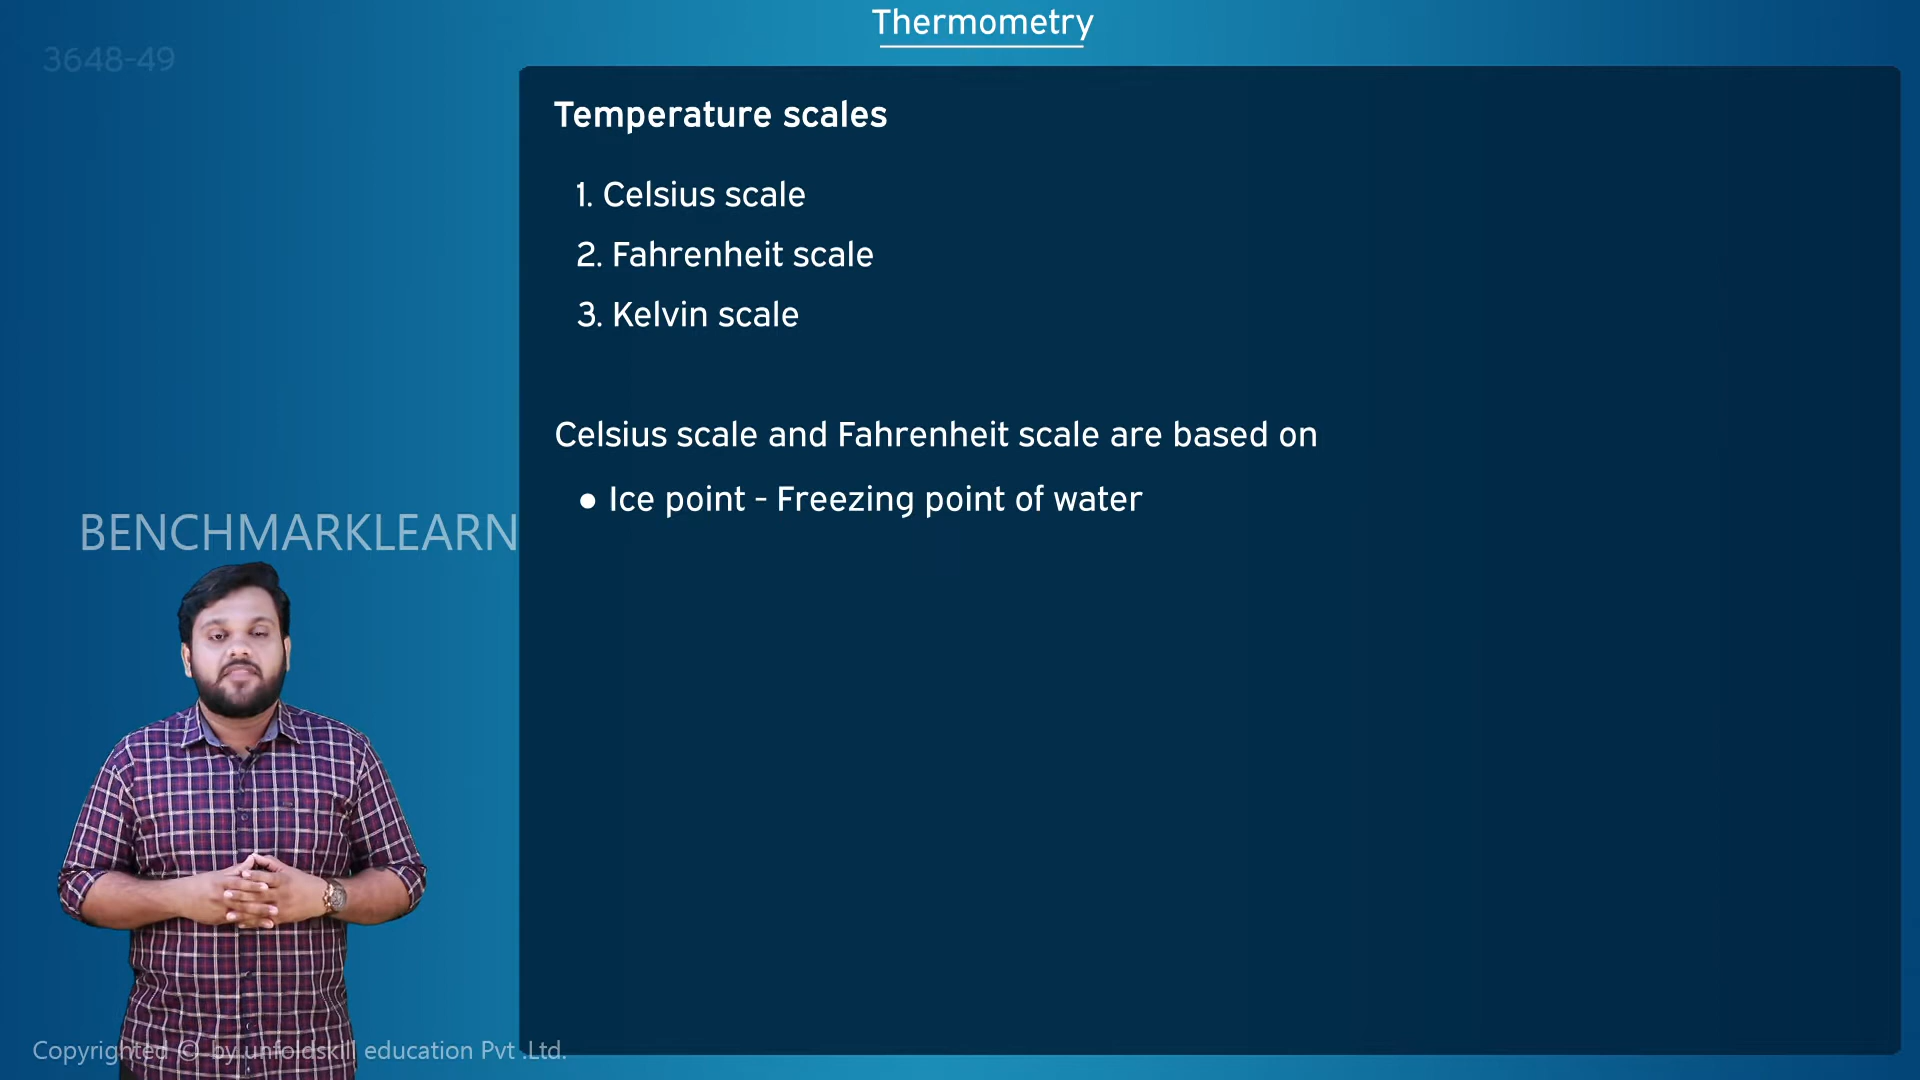 Thermometry
3648-49
Temperature scales
1. Celsius scale
2. Fahrenheit scale
3. Kelvin scale
Celsius scale and Fahrenheit scale are based on
● Ice point - Freezing point of water
BENCHMARKLEARN
Copyrighted © by.unfoldskill education Pvt .Ltd.